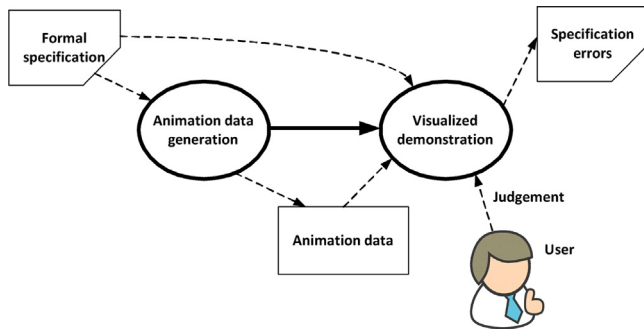 Formal
specification
Specification
errors
Animation data
generation
Visualized
demonstration
Judgement
Animation data
User